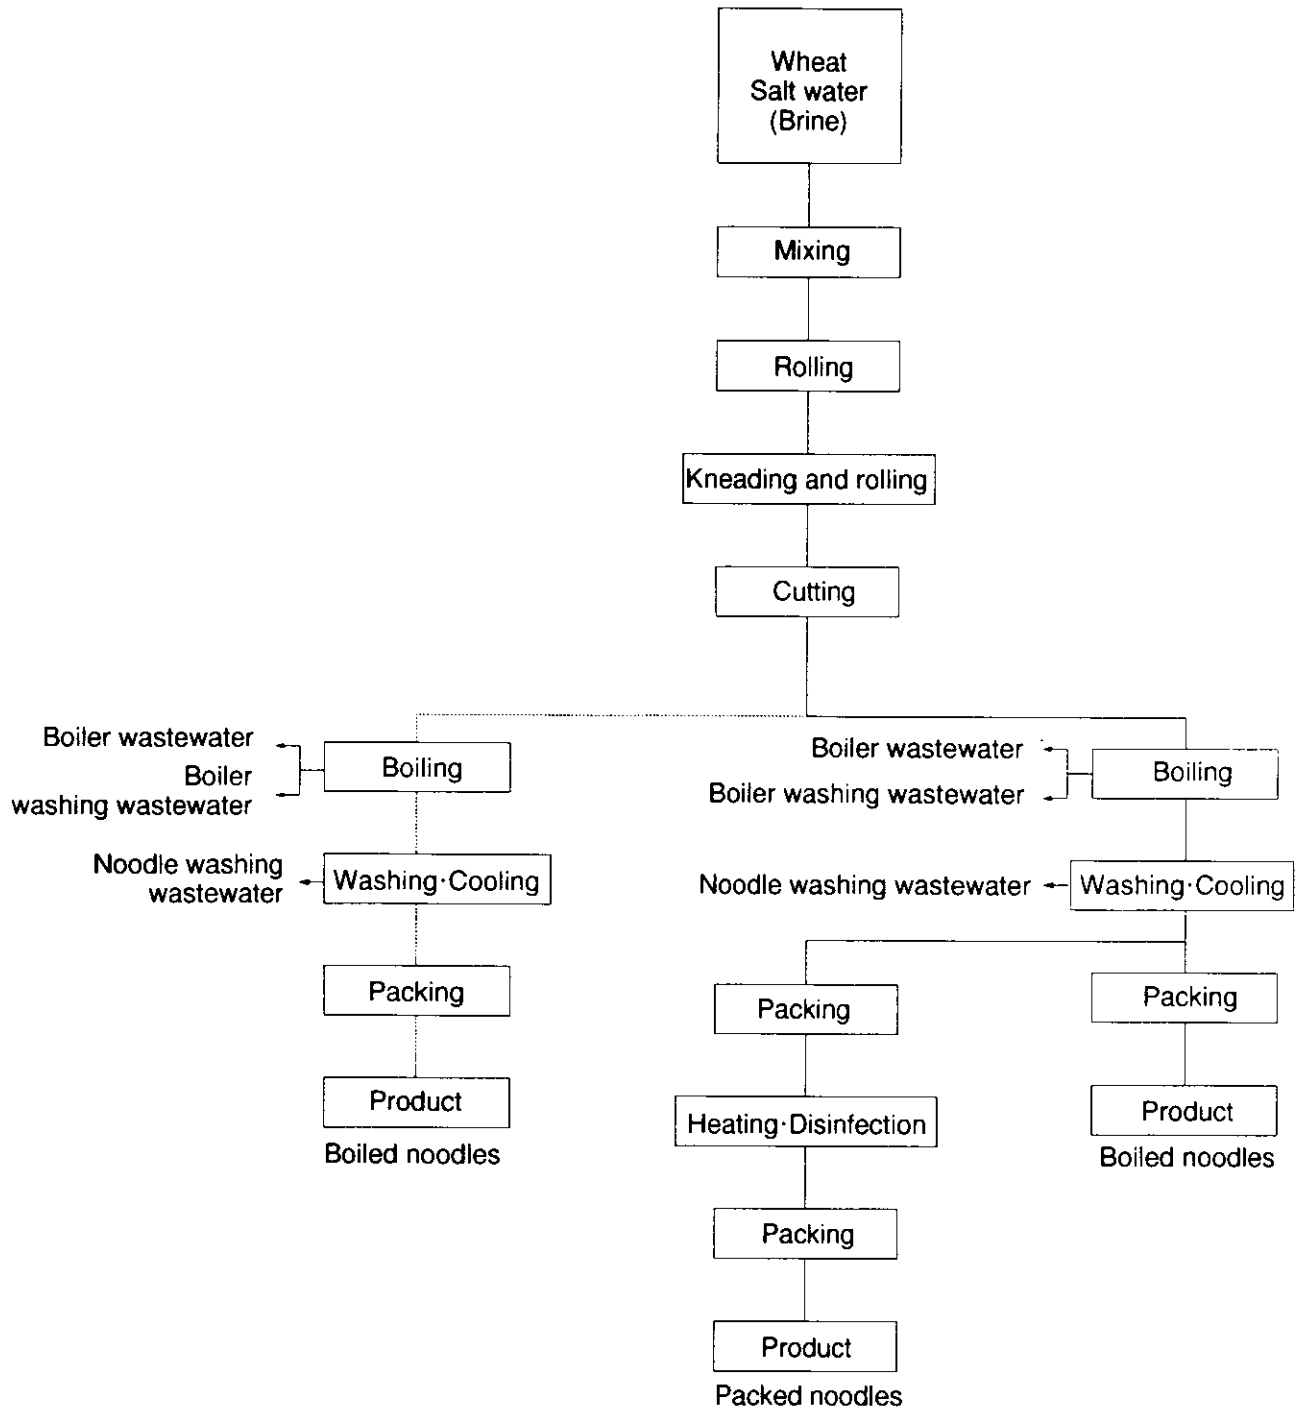 Wheat
Salt water
(Brine)
Mixing
Rolling
Kneading and rolling
Cutting
Boiler wastewater
Boiler
washing wastewater
Boiling
Noodle washing
wastewater
Washing·Cooling
Packing
Product
Boiled noodles
Boiler wastewater
Boiler washing wastewater
Boiling
Noodle washing wastewater
Washing·Cooling
Packing
Heating·Disinfection
Packing
Product
Packed noodles
Packing
Product
Boiled noodles